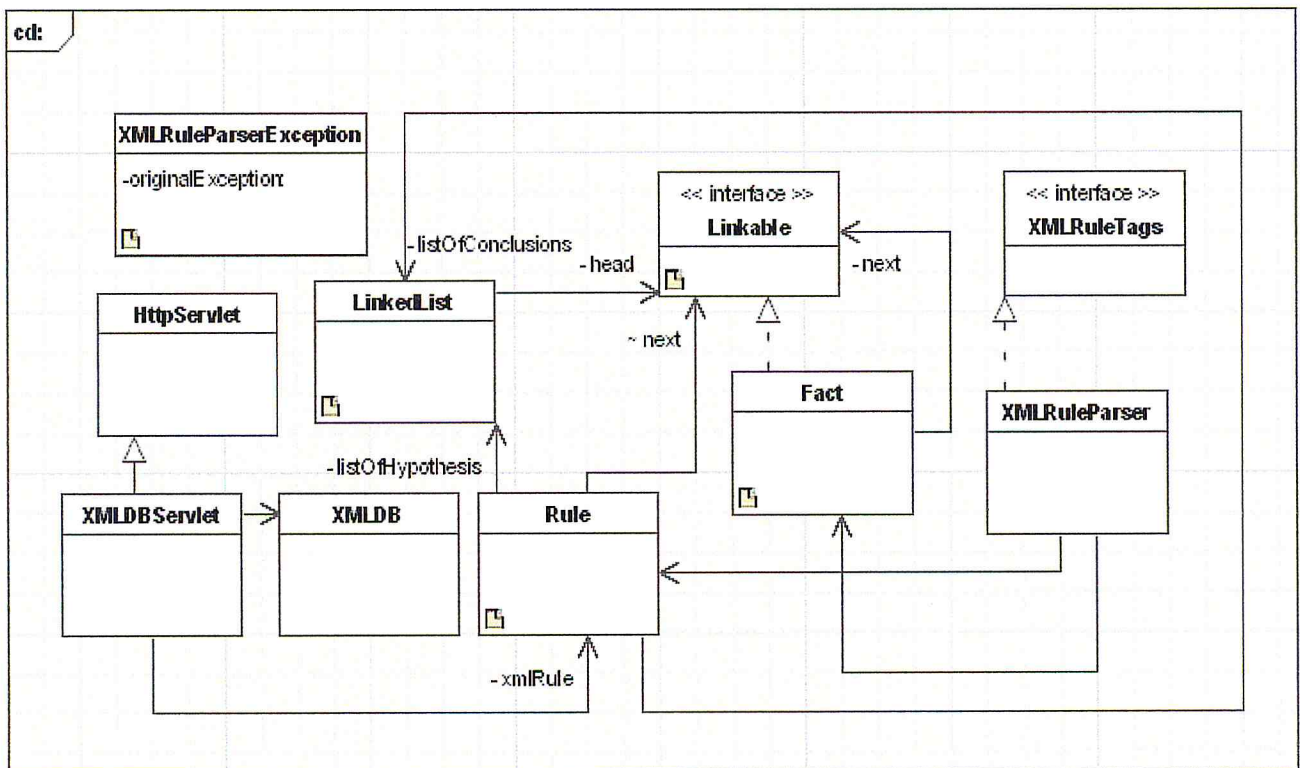 cd:
XMLRuleParserException
-originalException:
<< interface >>
Linkable
<< interface >>
XMLRuleTags
-listOfConclusions
-head
-next
HttpServlet
LinkedList
~ next
Fact
XMLRuleParser
-listOfHypothesis
XMLDBServlet
XMLDB
Rule
-xmlRule